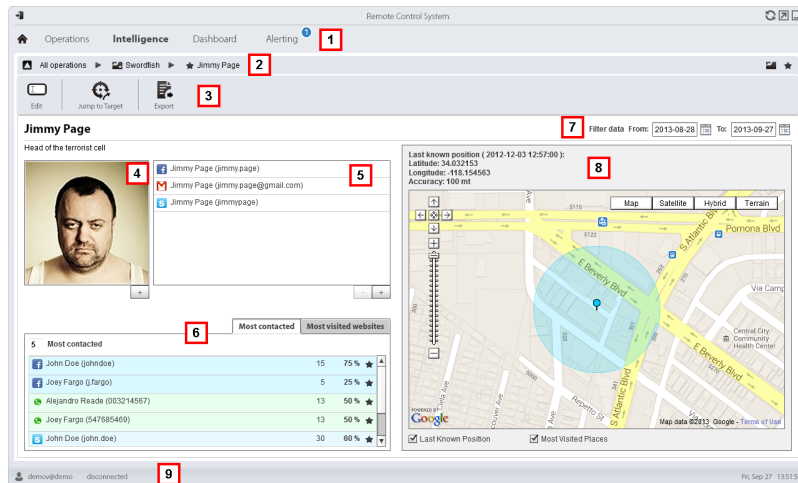 Remote Control System
Operations
Intelligence
Dashboard
Alerting
1
1
All operations
Swordfish
Jimmy Page
2
Edit
Jump to Target
Export
3
Jimmy Page
7
Filter data From: 2013-08-28 To: 2013-09-27
Head of the terrorist cell
4
Jimmy Page (jimmy.page)
Jimmy Page (jimmy.page@gmail.com)
Jimmy Page (jimmypage)
5
+
- +
Last known position ( 2012-12-03 12:57:00 ):
Latitude: 34.032153
Longitude: -118.154563
Accuracy: 100 mt
8
Map
Satellite
Hybrid
Terrain
Ave
5115
5122
S Atlantic Blvd
Pomona Blvd
E Beverly Blvd
Via Camp
Central City
Community
Health Center
E Beverly Blvd
Repetto St
S Atlantic Blvd
POWERED BY
Google
Map data ©2013 Google - Terms of Use
Last Known Position
Most Visited Places
6
Most contacted
Most visited websites
5 Most contacted
John Doe (johndoe) 15 75 %
Joey Fargo (j.fargo) 5 25 %
Alejandro Reade (003214567) 13 50 %
Joey Fargo (547685469) 13 50 %
John Doe (john.doe) 30 60 %
demov@demo
disconnected
9
Fri, Sep 27 13:51:5